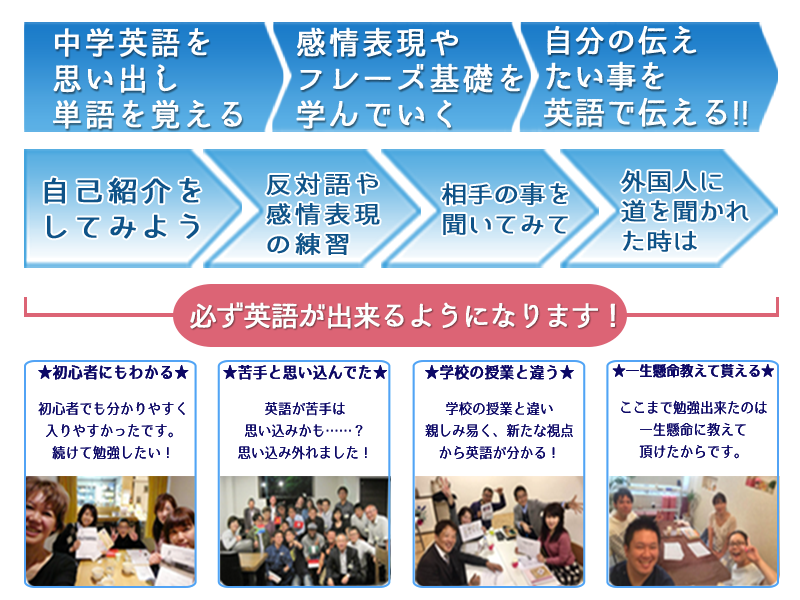 中学英語を
思い出し
単語を覚える
感情表現や
フレーズ基礎を
学んでいく
自分の伝え
たい事を
英語で伝える!!
自己紹介を
してみよう
反対語や
感情表現
の練習
相手の事を
聞いてみて
外国人に
道を聞かれ
た時は
必ず英語が出来るようになります！
★初心者にもわかる★
初心者でも分かりやすく
入りやすかったです。
続けて勉強したい！
★苦手と思い込んでた★
英語が苦手は
思い込みかも……？
思い込み外れました！
★学校の授業と違う★
学校の授業と違い
親しみ易く、新たな視点
から英語が分かる！
★一生懸命教えて貰える★
ここまで勉強出来たのは
一生懸命に教えて
頂けたからです。